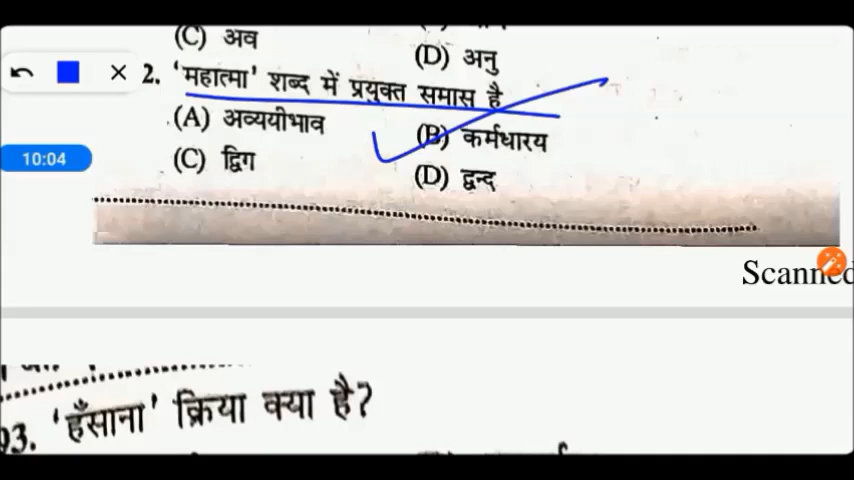 (C) अव
(D) अनु
2. 'महात्मा' शब्द में प्रयुक्त समास है
(A) अव्ययीभाव
(B) कर्मधारय
(C) द्विग
(D) द्वन्द
10:04
Scanned
93. 'हँसाना' क्रिया क्या है?